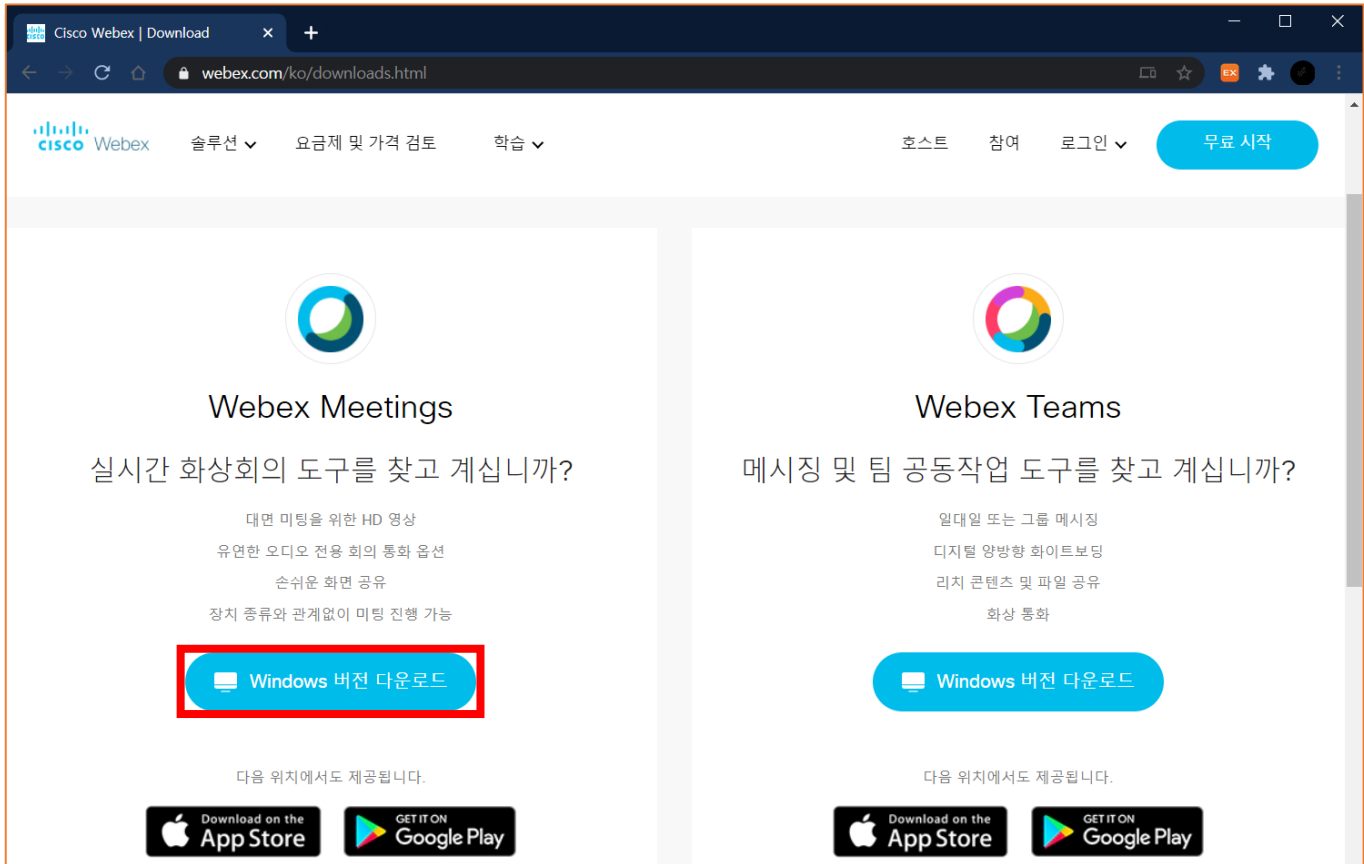 Cisco Webex | Download
webex.com/ko/downloads.html
EX
CISCO Webex 솔루션 요금제 및 가격 검토 학습 호스트 참여 로그인 무료 시작
Webex Meetings
실시간 화상회의 도구를 찾고 계십니까?
대면 미팅을 위한 HD 영상
유연한 오디오 전용 회의 통화 옵션
손쉬운 화면 공유
장치 종류와 관계없이 미팅 진행 가능
Windows 버전 다운로드
다음 위치에서도 제공됩니다.
Download on the
App Store
GET IT ON
Google Play
Webex Teams
메시징 및 팀 공동작업 도구를 찾고 계십니까?
일대일 또는 그룹 메시징
디지털 양방향 화이트보딩
리치 콘텐츠 및 파일 공유
화상 통화
Windows 버전 다운로드
다음 위치에서도 제공됩니다.
Download on the
App Store
GET IT ON
Google Play